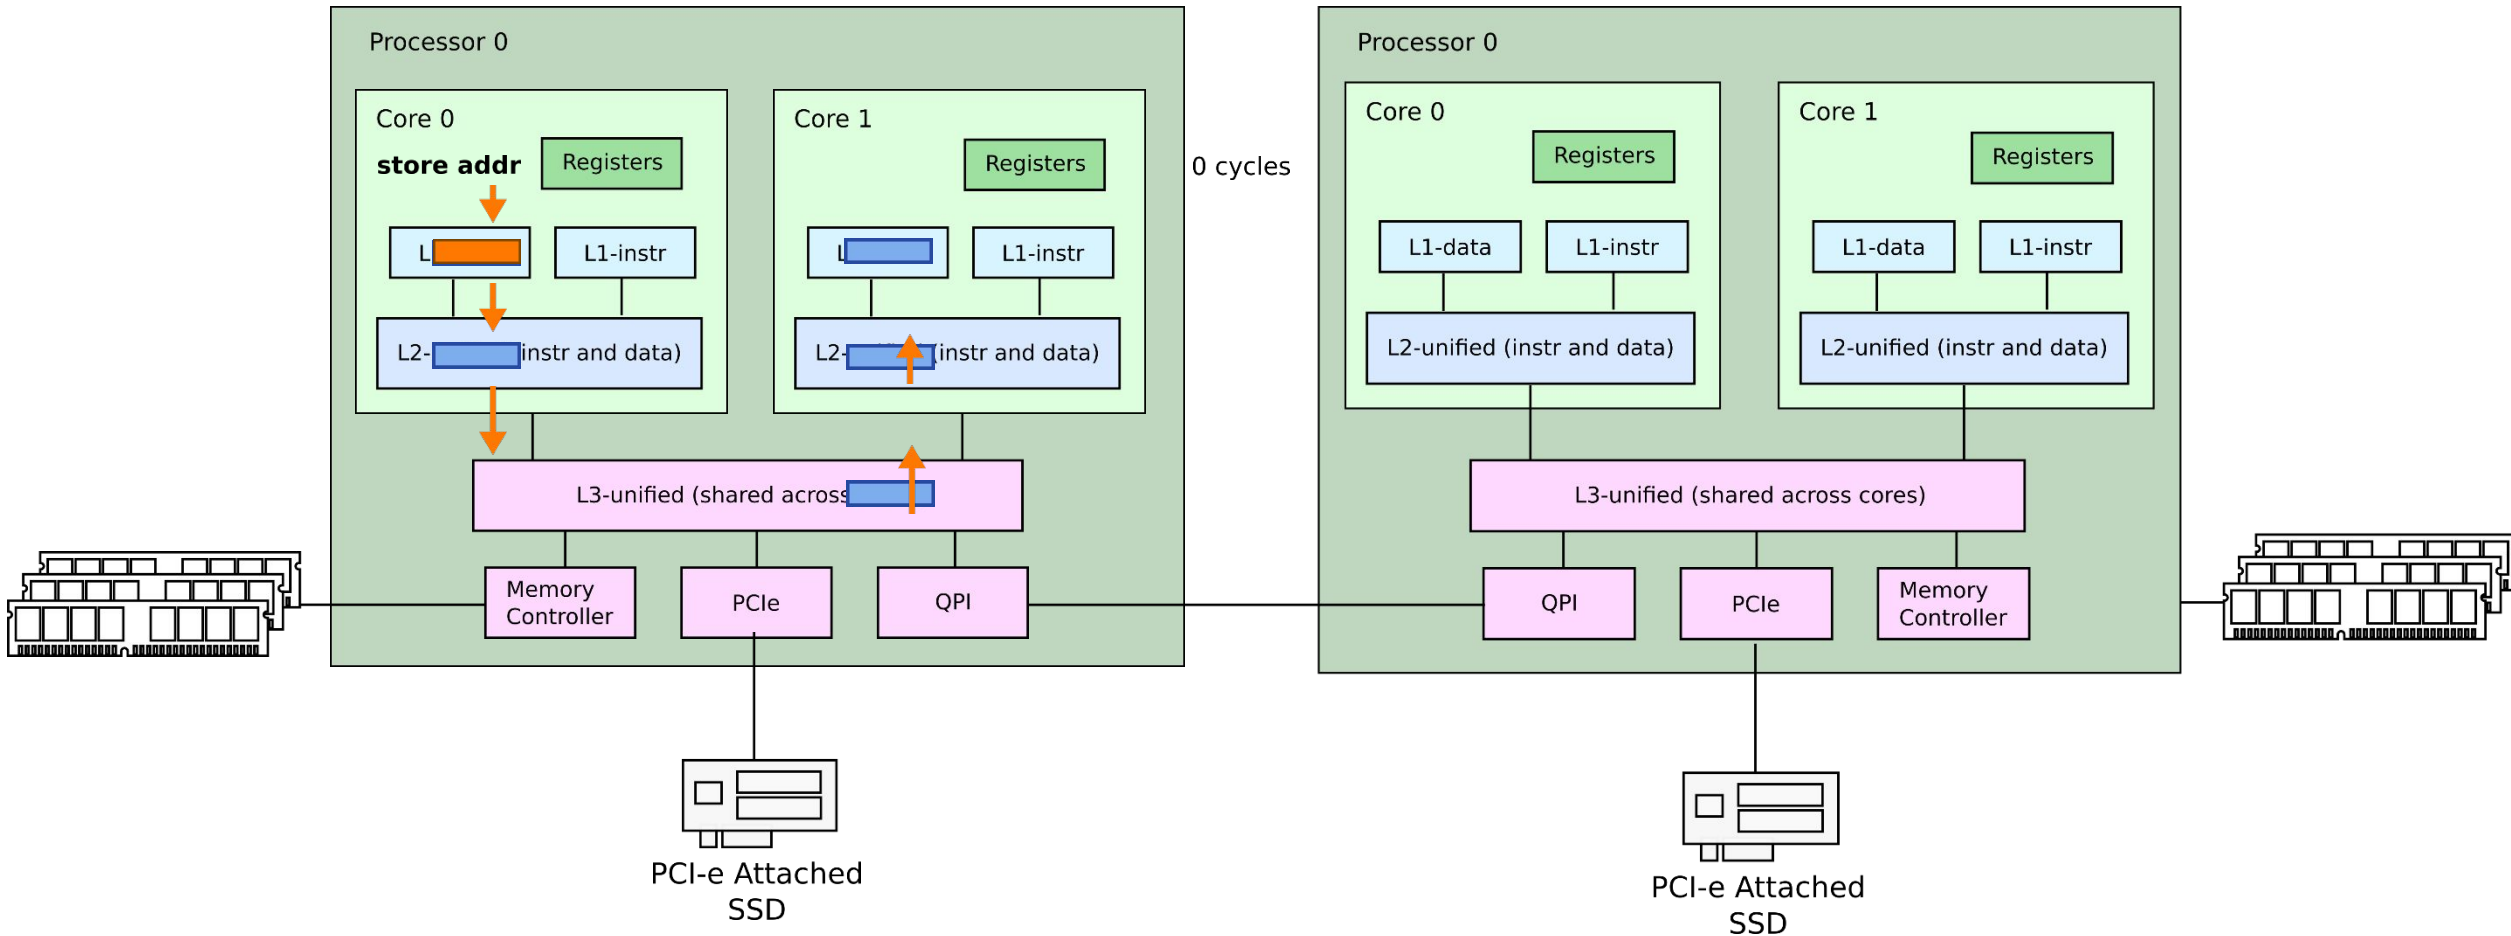 Processor 0
Core 0
store addr
Registers
L
L1-instr
L2- instr and data)
Core 1
Registers
L
L1-instr
L2- (instr and data)
L3-unified (shared across
Memory
Controller
PCIe
QPI
PCI-e Attached
SSD
0 cycles
Processor 0
Core 0
Registers
L1-data
L1-instr
L2-unified (instr and data)
Core 1
Registers
L1-data
L1-instr
L2-unified (instr and data)
L3-unified (shared across cores)
QPI
PCIe
Memory
Controller
PCI-e Attached
SSD